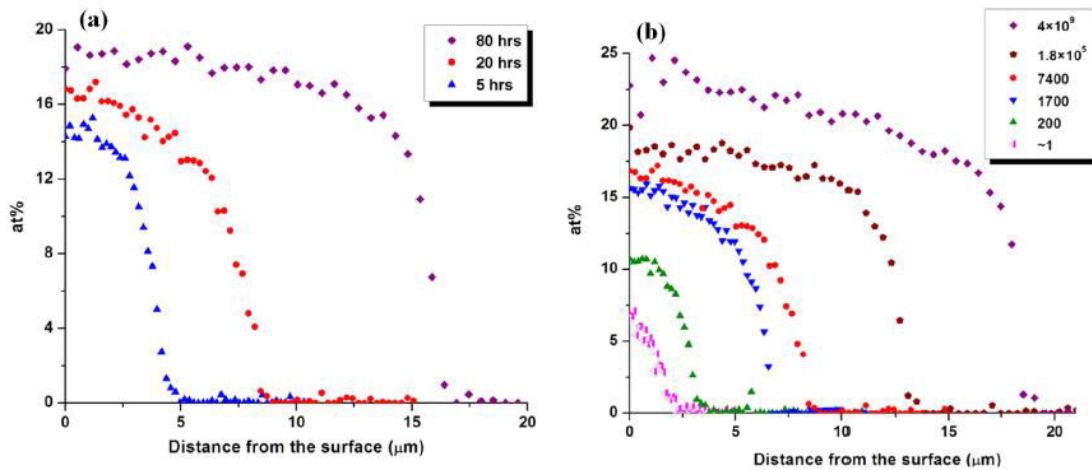 (a)
20
16
12
8
4
0
at%
80 hrs
20 hrs
5 hrs
0 5 10 15 20
Distance from the surface (μm)
(b)
25
20
15
10
5
0
at%
4×10⁹
1.8×10⁵
7400
1700
200
~1
0 5 10 15 20
Distance from the surface (μm)